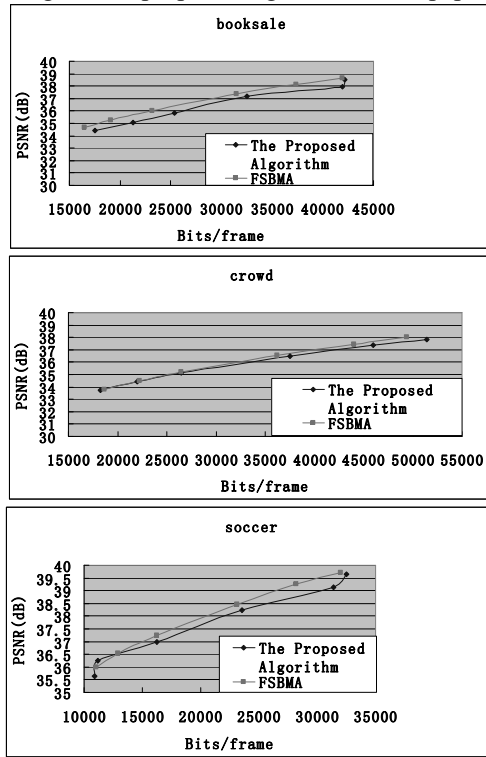 booksale
PSNR(dB)
40
39
38
37
36
35
34
33
32
31
30
The Proposed
Algorithm
FSBMA
15000 20000 25000 30000 35000 40000 45000
Bits/frame
crowd
PSNR(dB)
40
39
38
37
36
35
34
33
32
31
30
The Proposed
Algorithm
FSBMA
15000 20000 25000 30000 35000 40000 45000 50000 55000
Bits/frame
soccer
PSNR(dB)
40
39.5
39
38.5
38
37.5
37
36.5
36
35.5
35
The Proposed
Algorithm
FSBMA
10000 15000 20000 25000 30000 35000
Bits/frame